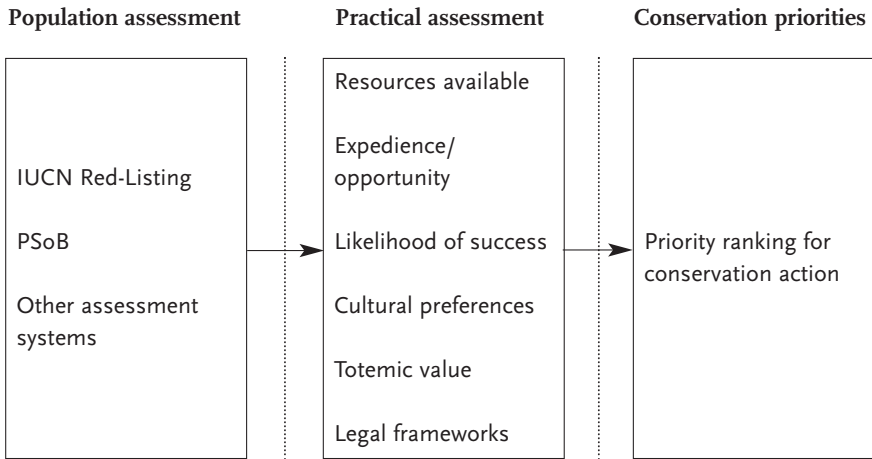 Population assessment
Practical assessment
Conservation priorities
IUCN Red-Listing
PSoB
Other assessment
systems
Resources available
Expedience/
opportunity
Likelihood of success
Cultural preferences
Totemic value
Legal frameworks
Priority ranking for
conservation action